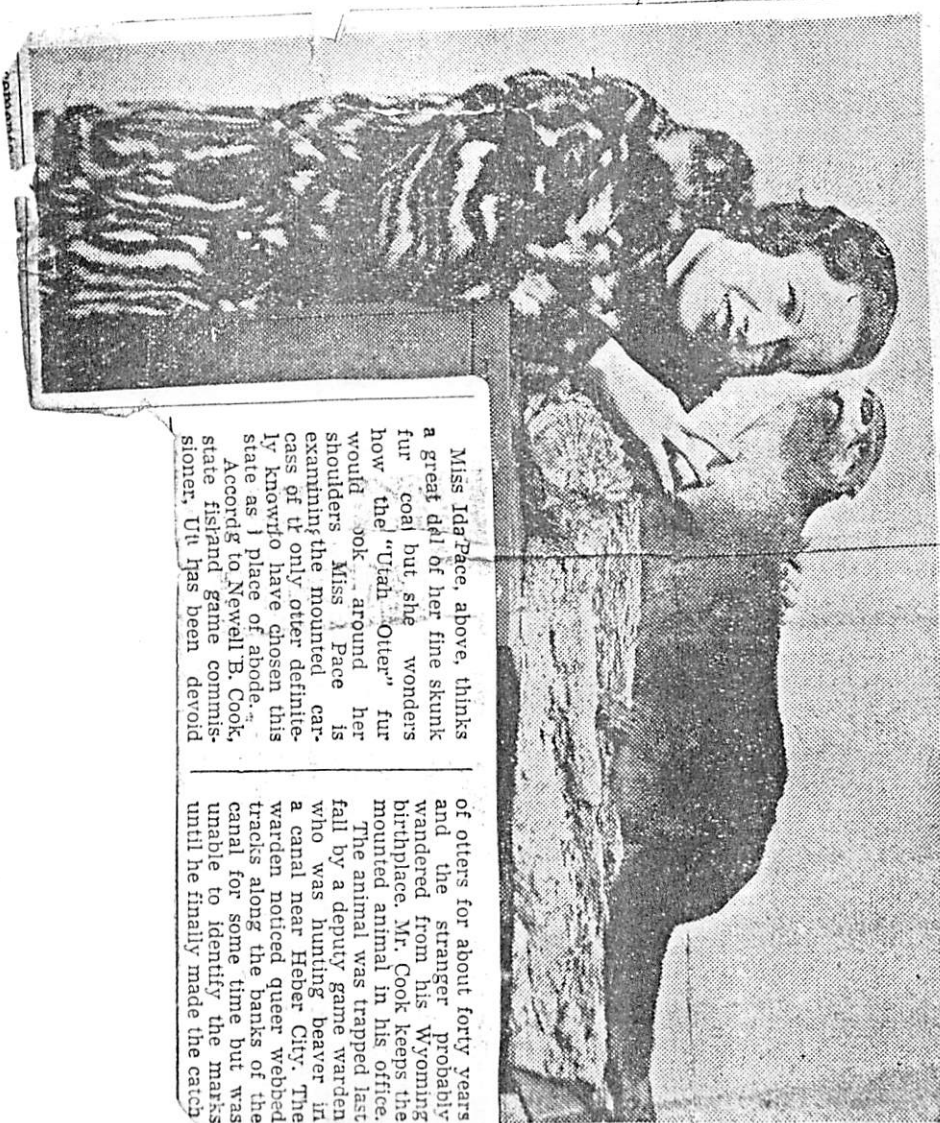 Miss Ida Pace, above, thinks
a great d l of her fine skunk
fur coat but she wonders
how the "Utah Otter" fur
would ook around her
shoulders Miss Pace is
examining the mounted car-
cass of th only otter definite-
ly known to have chosen this
state as place of abode.
Accord g to Newell B. Cook,
state fish and game commis-
sioner, Ut has been devoid
of otters for about forty years
and the stranger probably
wandered from his Wyoming
birthplace. Mr. Cook keeps the
mounted animal in his office.
The animal was trapped last
fall by a deputy game warden
who was hunting beaver in
a canal near Heber City. The
warden noticed queer webbed
tracks along the banks of the
canal for some time but was
unable to identify the marks
until he finally made the catch